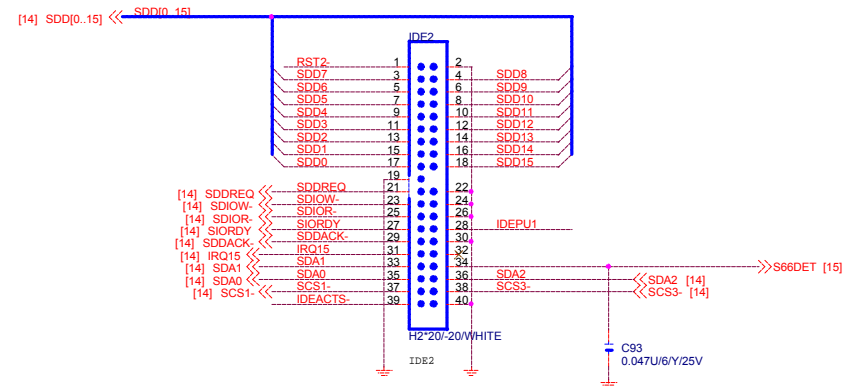 [14] SDD[0..15] SDD[0..15]
IDE2
RST2- 1 2
SDD7 3 4 SDD8
SDD6 5 6 SDD9
SDD5 7 8 SDD10
SDD4 9 10 SDD11
SDD3 11 12 SDD12
SDD2 13 14 SDD13
SDD1 15 16 SDD14
SDD0 17 18 SDD15
19
[14] SDDREQ SDDREQ 21 22
[14] SDIOW- SDIOW- 23 24
[14] SDIOR- SDIOR- 25 26
[14] SIORDY SIORDY 27 28 IDEPU1
[14] SDDACK- SDDACK- 29 30
[14] IRQ15 IRQ15 31 32
[14] SDA1 SDA1 33 34 S66DET [15]
[14] SDA0 SDA0 35 36 SDA2 SDA2 [14]
[14] SCS1- SCS1- 37 38 SCS3- SCS3- [14]
IDEACTS- 39 40
H2*20/-20/WHITE
IDE2
C93
0.047U/6/Y/25V